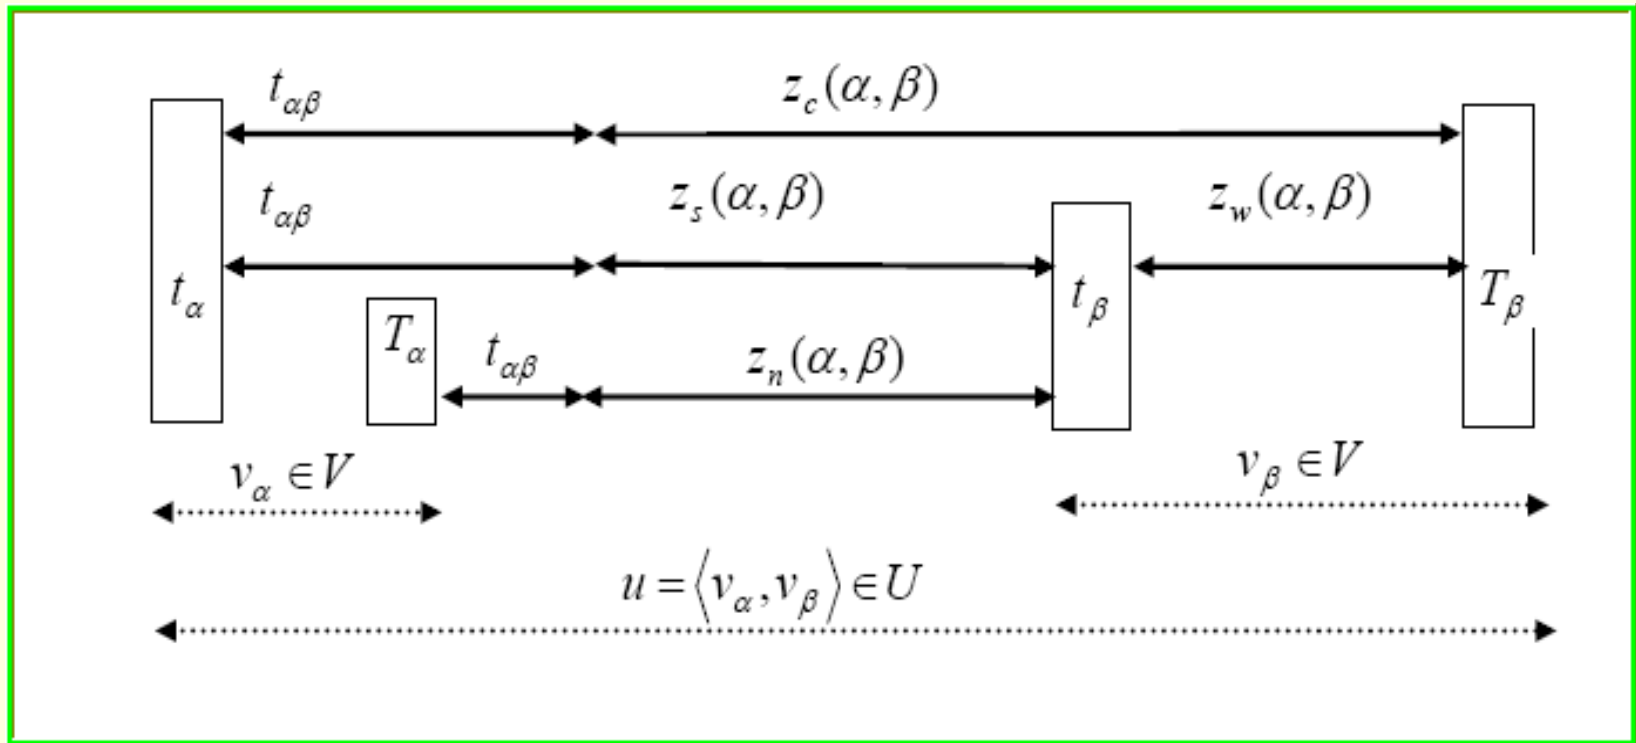 t_{αβ} z_c(α, β)
t_{αβ} z_s(α, β) z_w(α, β)
t_α t_β T_β
T_α t_{αβ} z_n(α, β)
v_α ∈ V v_β ∈ V
u = ⟨v_α, v_β⟩ ∈ U